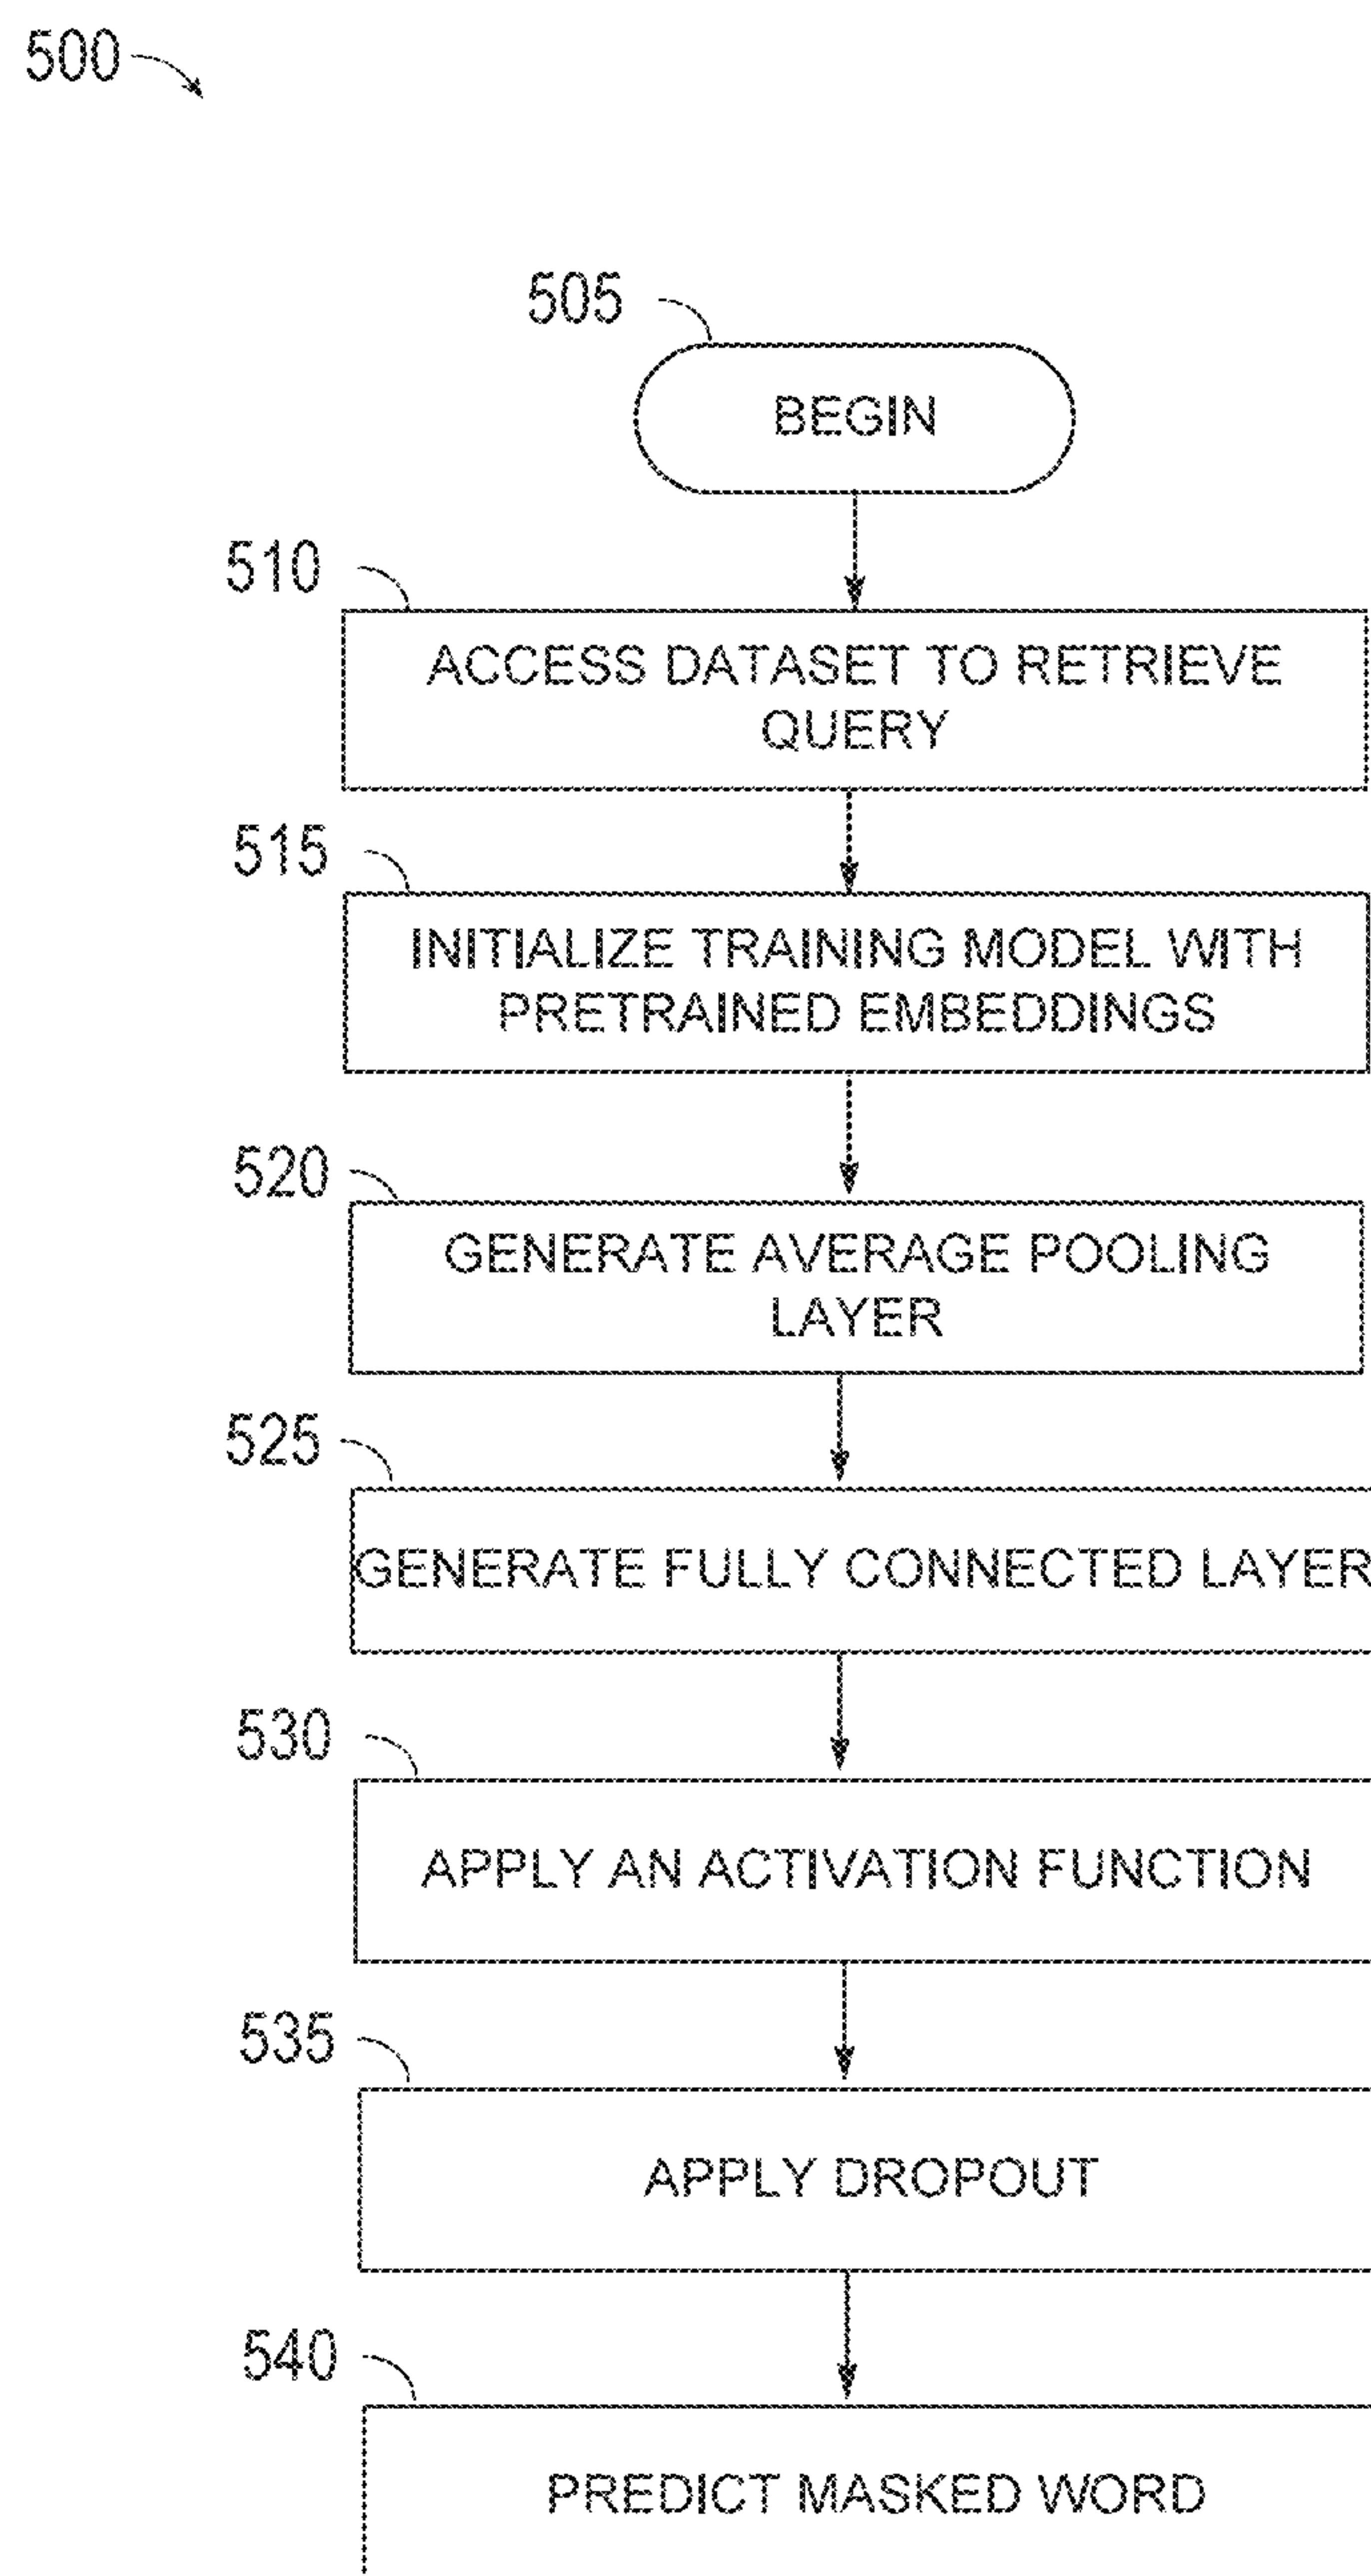 500
505
BEGIN
510
ACCESS DATASET TO RETRIEVE
QUERY
515
INITIALIZE TRAINING MODEL WITH
PRETRAINED EMBEDDINGS
520
GENERATE AVERAGE POOLING
LAYER
525
GENERATE FULLY CONNECTED LAYER
530
APPLY AN ACTIVATION FUNCTION
535
APPLY DROPOUT
540
PREDICT MASKED WORD